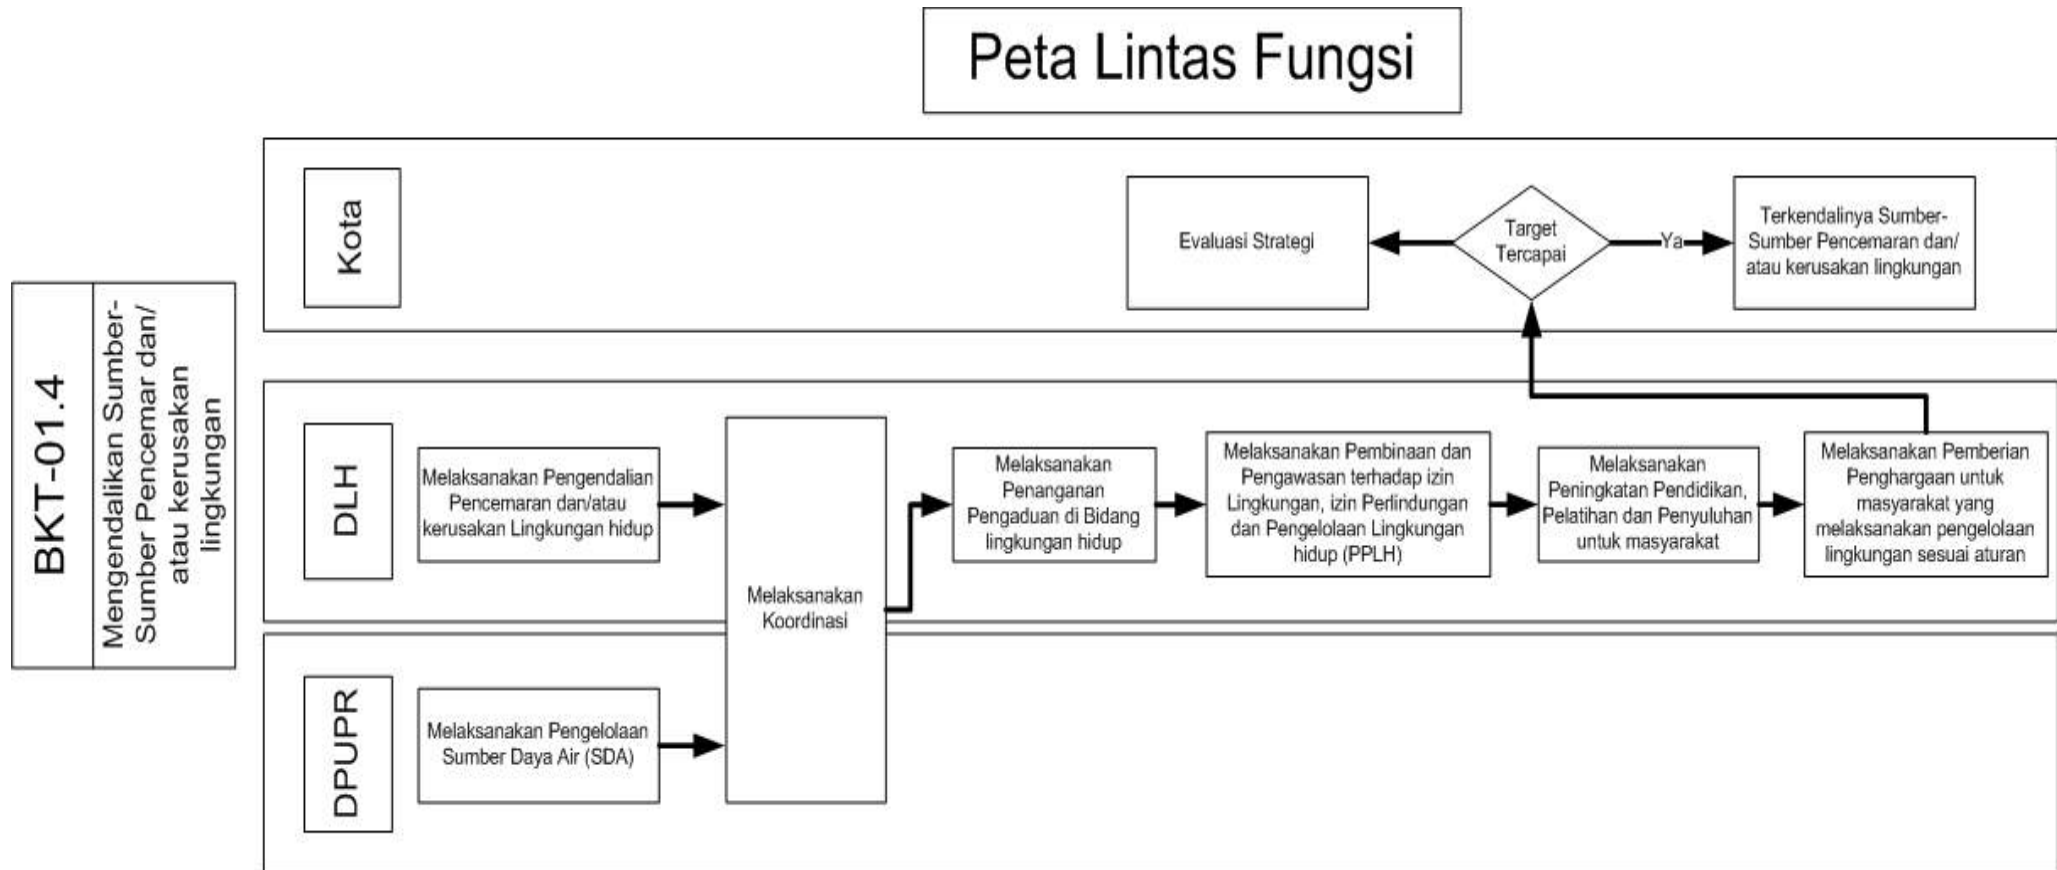 Peta Lintas Fungsi
BKT-01.4
Mengendalikan Sumber-
Sumber Pencemar dan/
atau kerusakan
lingkungan
Kota
Evaluasi Strategi
Target
Tercapai
Ya
Terkendalinya Sumber-
Sumber Pencemaran dan/
atau kerusakan lingkungan
DLH
Melaksanakan Pengendalian
Pencemaran dan/atau
kerusakan Lingkungan hidup
Melaksanakan
Koordinasi
Melaksanakan
Penanganan
Pengaduan di Bidang
lingkungan hidup
Melaksanakan Pembinaan dan
Pengawasan terhadap izin
Lingkungan, izin Perlindungan
dan Pengelolaan Lingkungan
hidup (PPLH)
Melaksanakan
Peningkatan Pendidikan,
Pelatihan dan Penyuluhan
untuk masyarakat
Melaksanakan Pemberian
Penghargaan untuk
masyarakat yang
melaksanakan pengelolaan
lingkungan sesuai aturan
DPUPR
Melaksanakan Pengelolaan
Sumber Daya Air (SDA)